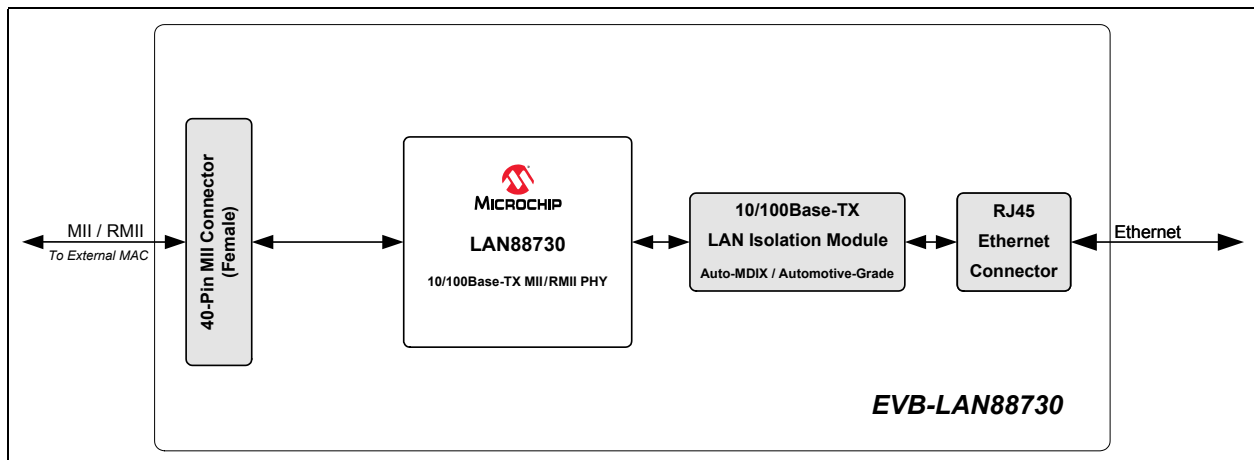 MII / RMII
To External MAC
40-Pin MII Connector
(Female)
MICROCHIP
LAN88730
10/100Base-TX MII/RMII PHY
10/100Base-TX
LAN Isolation Module
Auto-MDIX / Automotive-Grade
RJ45
Ethernet
Connector
Ethernet
EVB-LAN88730